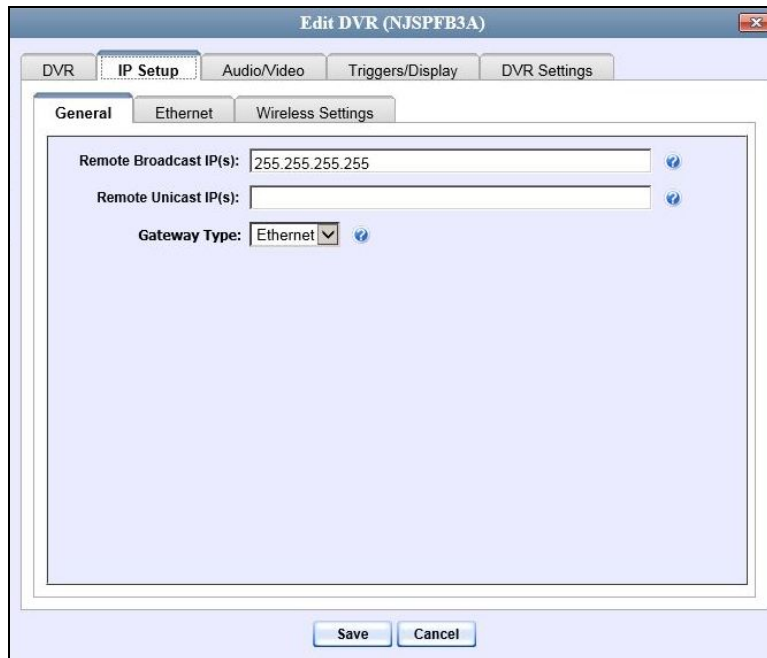 Edit DVR (NJSPFB3A)
DVR IP Setup Audio/Video Triggers/Display DVR Settings
General Ethernet Wireless Settings
Remote Broadcast IP(s): 255.255.255.255
Remote Unicast IP(s):
Gateway Type: Ethernet
Save Cancel